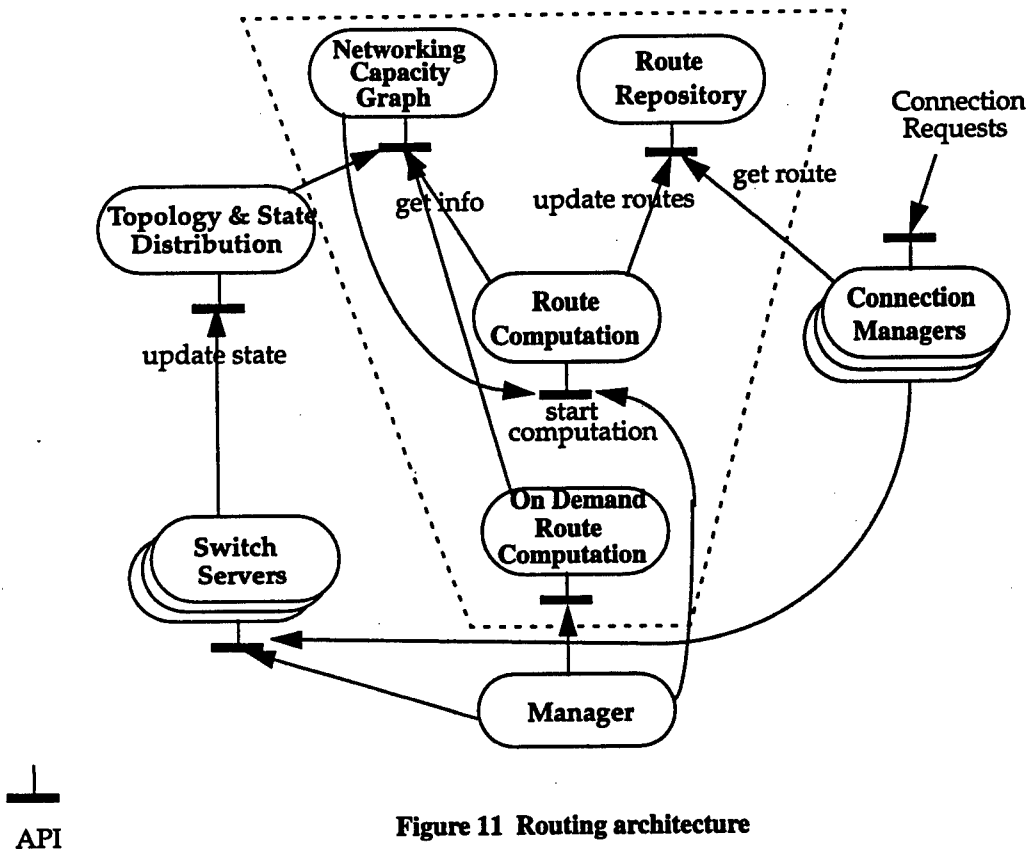 Networking
Capacity
Graph
Route
Repository
Connection
Requests
get info
update routes
get route
Topology & State
Distribution
Route
Computation
Connection
Managers
update state
start
computation
On Demand
Route
Computation
Switch
Servers
Manager
API
Figure 11 Routing architecture